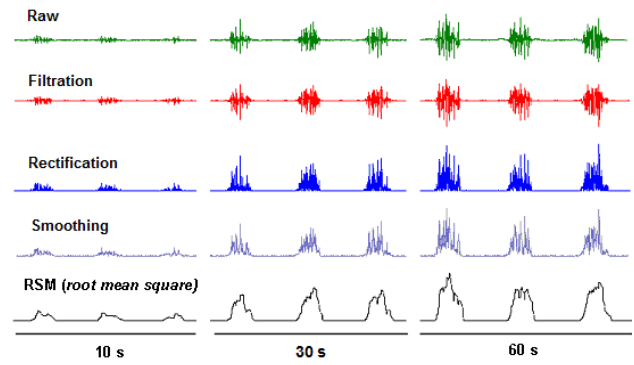 Raw
Filtration
Rectification
Smoothing
RSM (root mean square)
10 s
30 s
60 s